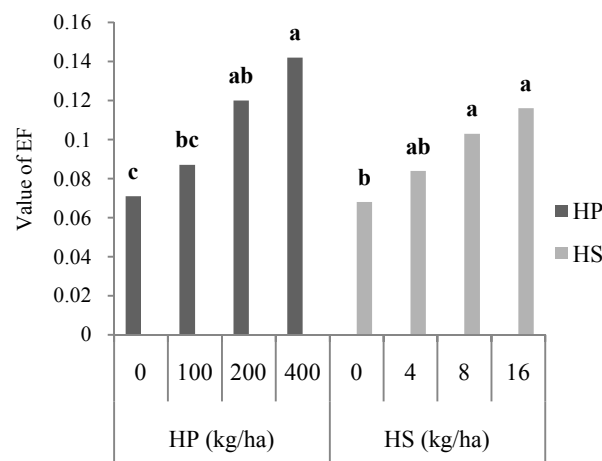 0.16
0.14
0.12
0.1
0.08
0.06
0.04
0.02
0
Value of EF
c
bc
ab
a
b
ab
a
a
HP
HS
0 100 200 400 0 4 8 16
HP (kg/ha) HS (kg/ha)